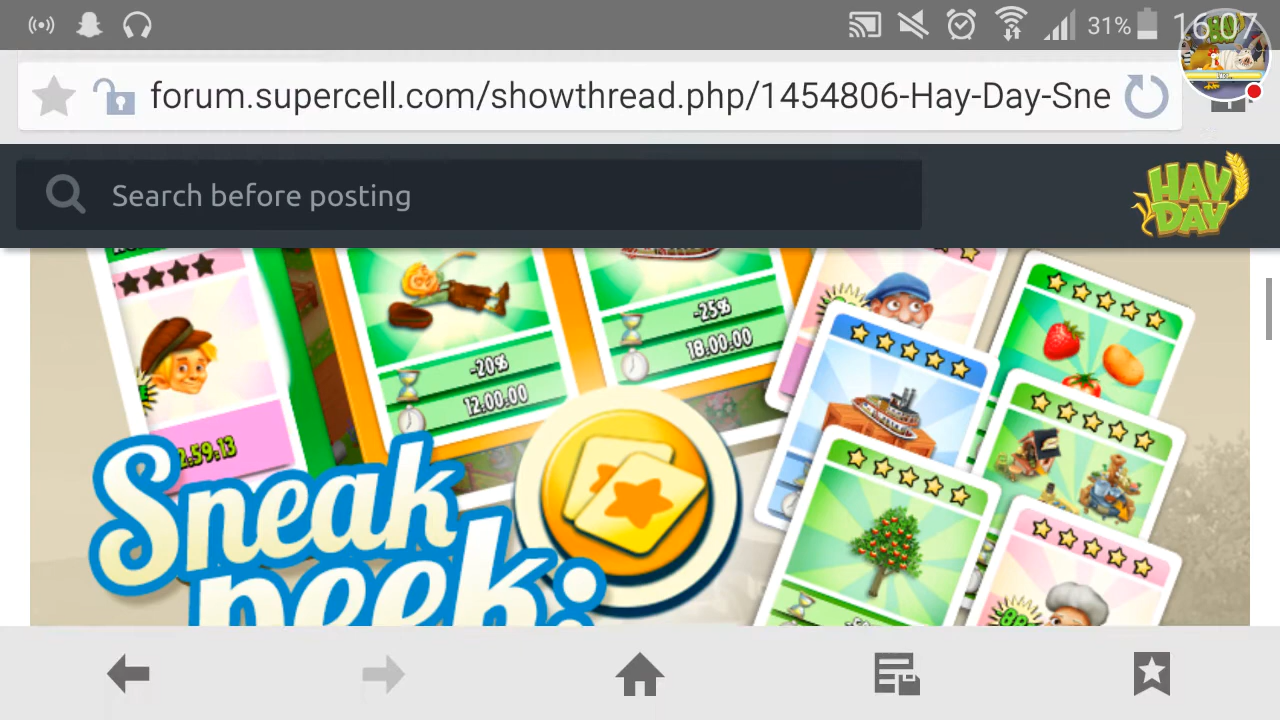 31% 16:07
forum.supercell.com/showthread.php/1454806-Hay-Day-Sne
Search before posting
HAY
DAY
-20%
12.00.00
-25%
18.00.00
2.59.13
Sneak
peek: